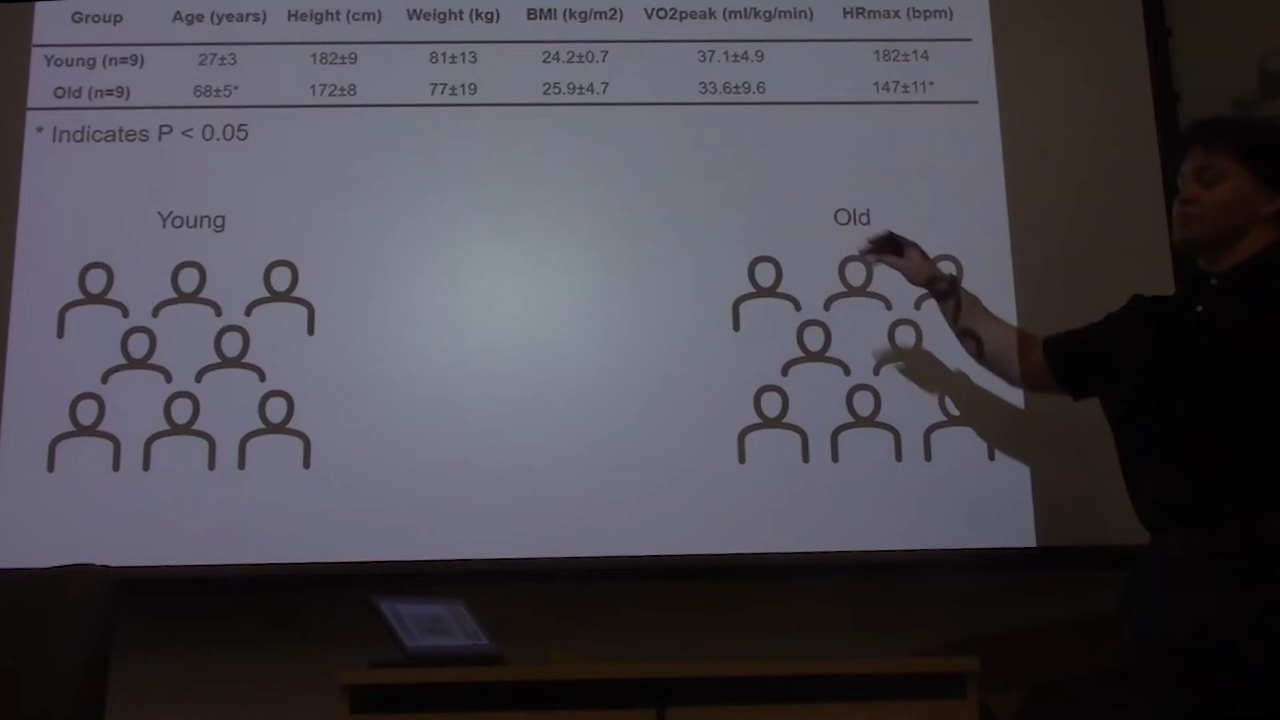 Group Age (years) Height (cm) Weight (kg) BMI (kg/m2) VO2peak (ml/kg/min) HRmax (bpm)
Young (n=9) 27±3 182±9 81±13 24.2±0.7 37.1±4.9 182±14
Old (n=9) 68±5* 172±8 77±19 25.9±4.7 33.6±9.6 147±11*
* Indicates P < 0.05
Young Old